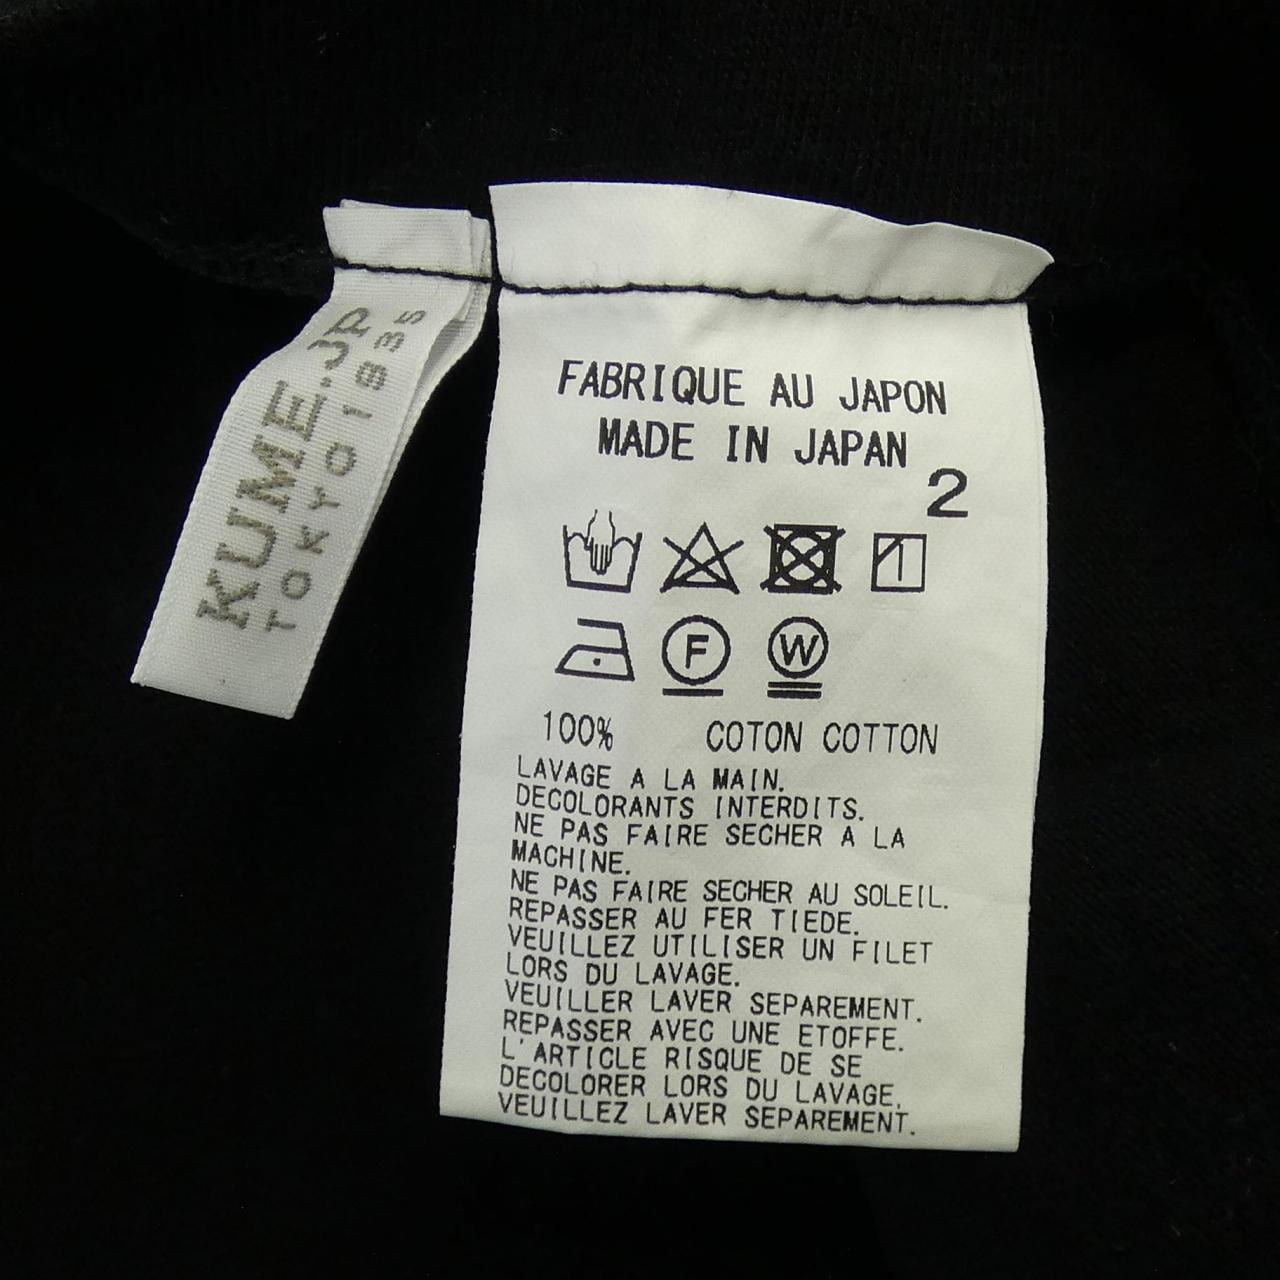 KUME.JP
TOKYO1935
FABRIQUE AU JAPON
MADE IN JAPAN
2
F W
100% COTON COTTON
LAVAGE A LA MAIN.
DECOLORANTS INTERDITS.
NE PAS FAIRE SECHER A LA
MACHINE.
NE PAS FAIRE SECHER AU SOLEIL.
REPASSER AU FER TIEDE.
VEUILLEZ UTILISER UN FILET
LORS DU LAVAGE.
VEUILLER LAVER SEPAREMENT.
REPASSER AVEC UNE ETOFFE.
L'ARTICLE RISQUE DE SE
DECOLORER LORS DU LAVAGE.
VEUILLEZ LAVER SEPAREMENT.